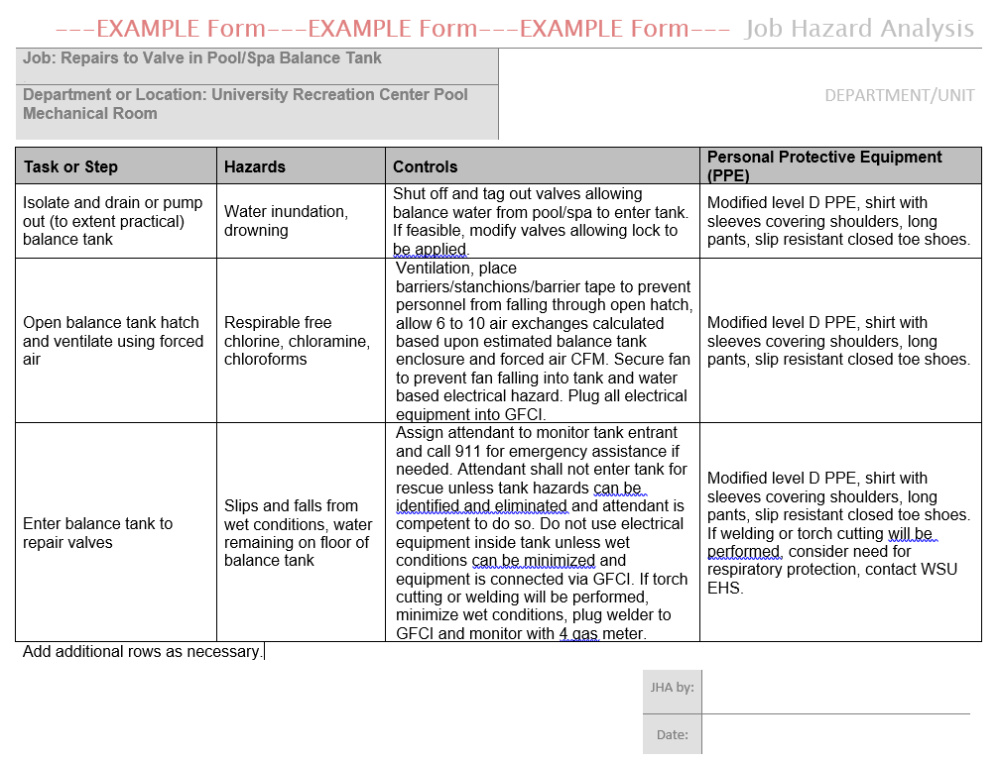 ---EXAMPLE Form---EXAMPLE Form---EXAMPLE Form--- Job Hazard Analysis
Job: Repairs to Valve in Pool/Spa Balance Tank
Department or Location: University Recreation Center Pool
Mechanical Room
DEPARTMENT/UNIT
Task or Step
Hazards
Controls
Personal Protective Equipment
(PPE)
Isolate and drain or pump
out (to extent practical)
balance tank
Water inundation,
drowning
Shut off and tag out valves allowing
balance water from pool/spa to enter tank.
If feasible, modify valves allowing lock to
be applied.
Modified level D PPE, shirt with
sleeves covering shoulders, long
pants, slip resistant closed toe shoes.
Open balance tank hatch
and ventilate using forced
air
Respirable free
chlorine, chloramine,
chloroforms
Ventilation, place
barriers/stanchions/barrier tape to prevent
personnel from falling through open hatch,
allow 6 to 10 air exchanges calculated
based upon estimated balance tank
enclosure and forced air CFM. Secure fan
to prevent fan falling into tank and water
based electrical hazard. Plug all electrical
equipment into GFCI.
Modified level D PPE, shirt with
sleeves covering shoulders, long
pants, slip resistant closed toe shoes.
Enter balance tank to
repair valves
Slips and falls from
wet conditions, water
remaining on floor of
balance tank
Assign attendant to monitor tank entrant
and call 911 for emergency assistance if
needed. Attendant shall not enter tank for
rescue unless tank hazards can be
identified and eliminated and attendant is
competent to do so. Do not use electrical
equipment inside tank unless wet
conditions can be minimized and
equipment is connected via GFCI. If torch
cutting or welding will be performed,
minimize wet conditions, plug welder to
GFCI and monitor with 4 gas meter.
Modified level D PPE, shirt with
sleeves covering shoulders, long
pants, slip resistant closed toe shoes.
If welding or torch cutting will be
performed, consider need for
respiratory protection, contact WSU
EHS.
Add additional rows as necessary.
JHA by:
Date: